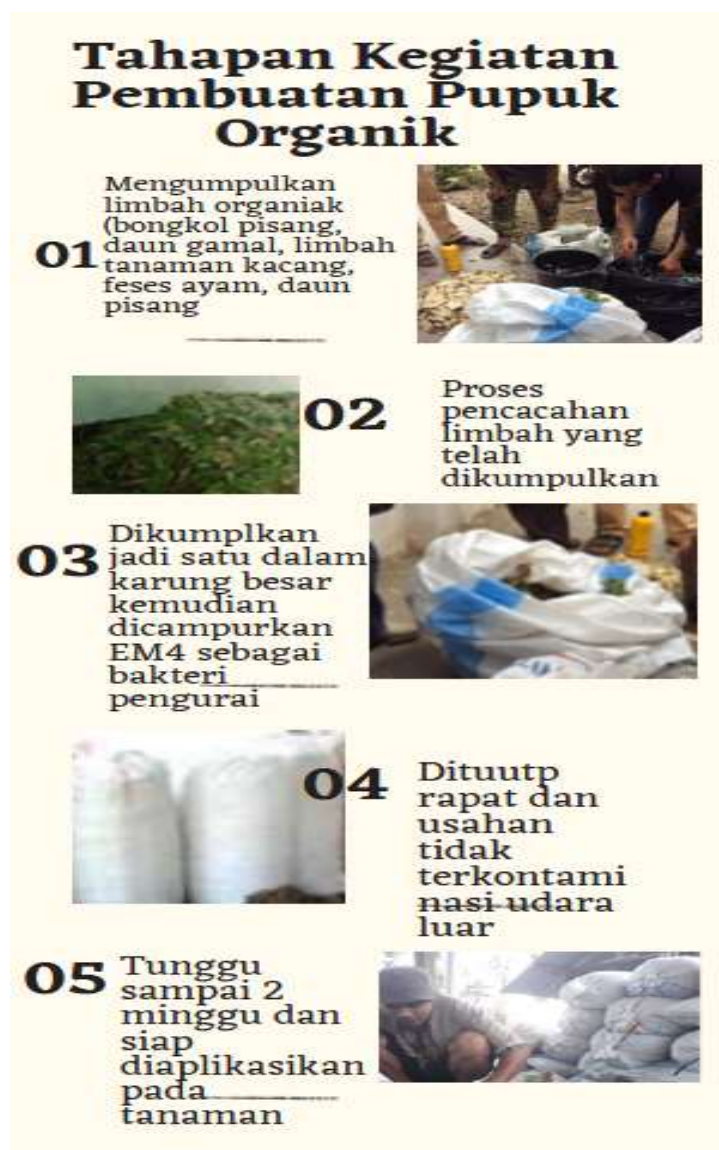 Tahapan Kegiatan
Pembuatan Pupuk
Organik
01
Mengumpulkan
limbah organiak
(bongkol pisang,
daun gamal, limbah
tanaman kacang,
feses ayam, daun
pisang
02
Proses
pencacahan
limbah yang
telah
dikumpulkan
03
Dikumplkan
jadi satu dalam
karung besar
kemudian
dicampurkan
EM4 sebagai
bakteri
pengurai
04
Dituutp
rapat dan
usahan
tidak
terkontami
nasi udara
luar
05
Tunggu
sampai 2
minggu dan
siap
diaplikasikan
pada
tanaman